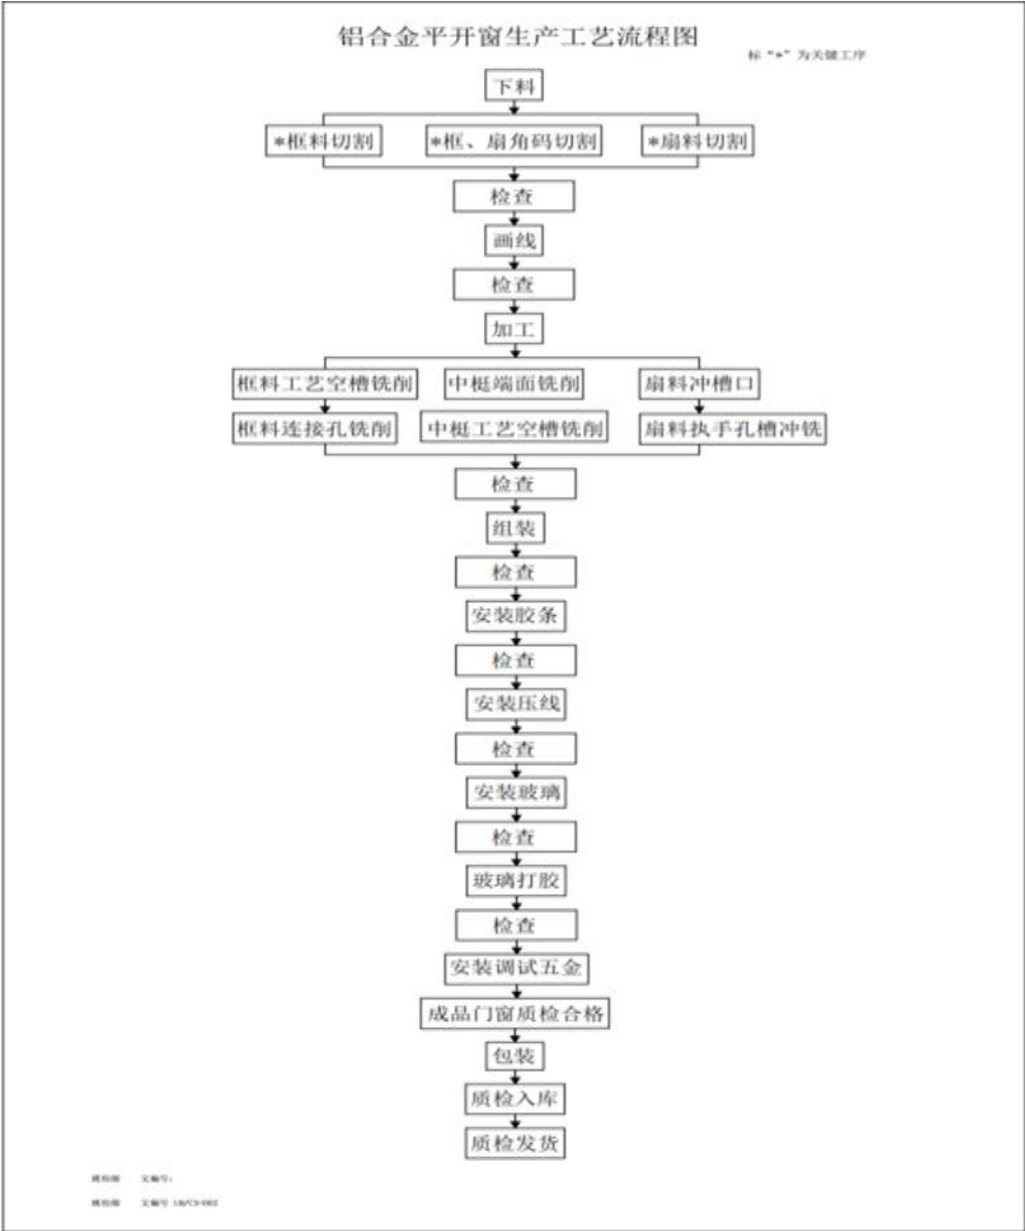 铝合金平开窗生产工艺流程图
标“*”为关键工序
下料
*框料切割
*框、扇角码切割
*扇料切割
检查
画线
检查
加工
框料工艺空槽铣削
中梃端面铣削
扇料冲槽口
框料连接孔铣削
中梃工艺空槽铣削
扇料执手孔槽冲铣
检查
组装
检查
安装胶条
检查
安装压线
检查
安装玻璃
检查
玻璃打胶
检查
安装调试五金
成品门窗质检合格
包装
质检入库
质检发货